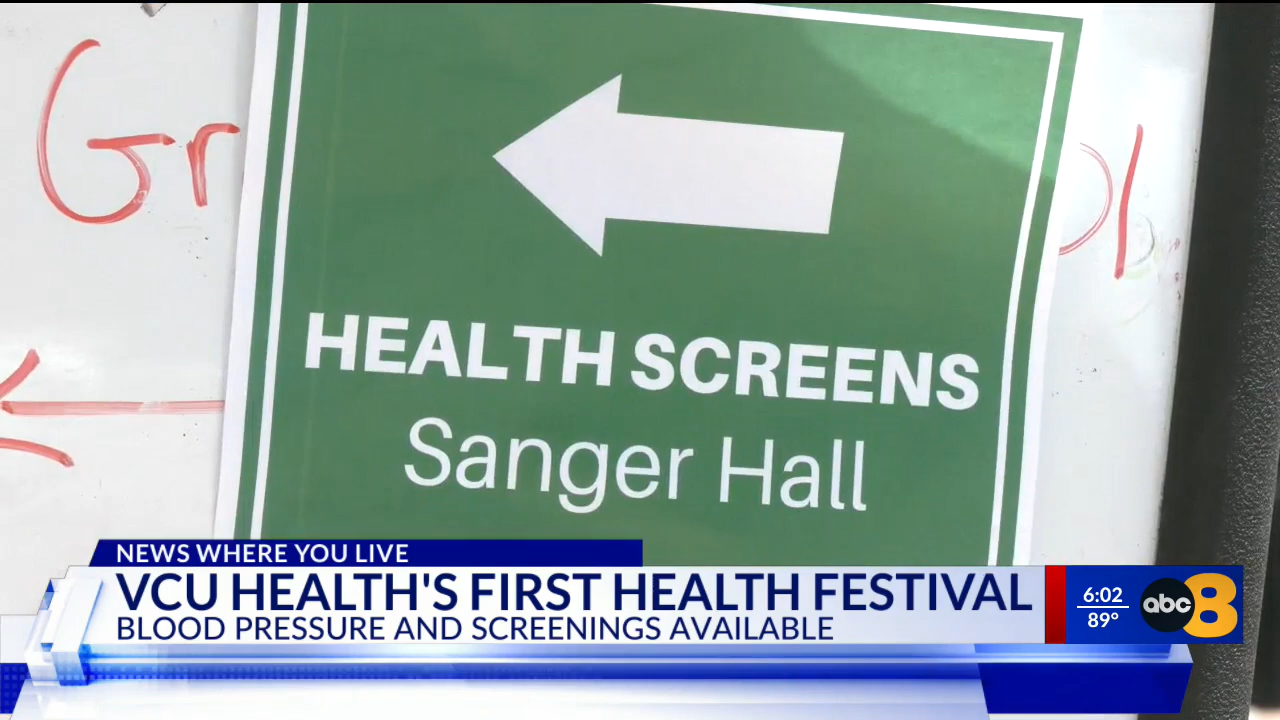 Gr
HEALTH SCREENS
Sanger Hall
NEWS WHERE YOU LIVE
VCU HEALTH'S FIRST HEALTH FESTIVAL
BLOOD PRESSURE AND SCREENINGS AVAILABLE
6:02
89°
abc 8